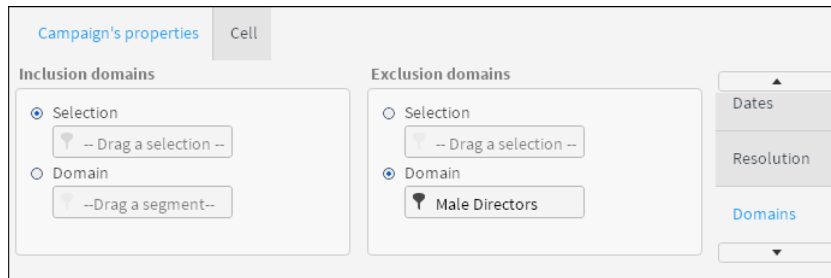 Campaign's properties
Cell
Inclusion domains
Selection
-- Drag a selection --
Domain
--Drag a segment--
Exclusion domains
Selection
-- Drag a selection --
Domain
Male Directors
Dates
Resolution
Domains